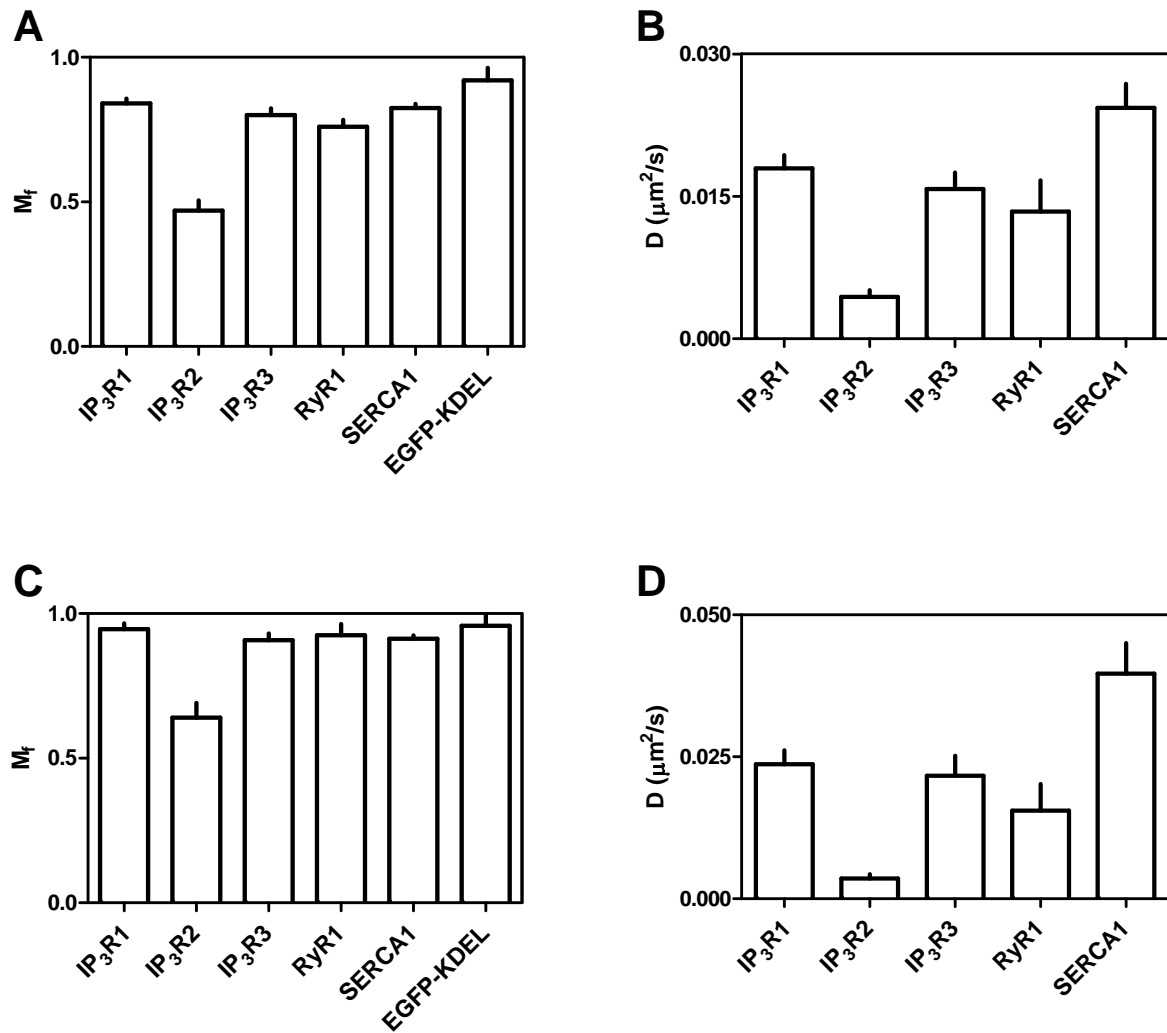 A
1.0
0.5
0.0
M_f
IP₃R1
IP₃R2
IP₃R3
RyR1
SERCA1
EGFP-KDEL
B
0.030
0.015
0.000
D (μm²/s)
IP₃R1
IP₃R2
IP₃R3
RyR1
SERCA1
C
1.0
0.5
0.0
M_f
IP₃R1
IP₃R2
IP₃R3
RyR1
SERCA1
EGFP-KDEL
D
0.050
0.025
0.000
D (μm²/s)
IP₃R1
IP₃R2
IP₃R3
RyR1
SERCA1